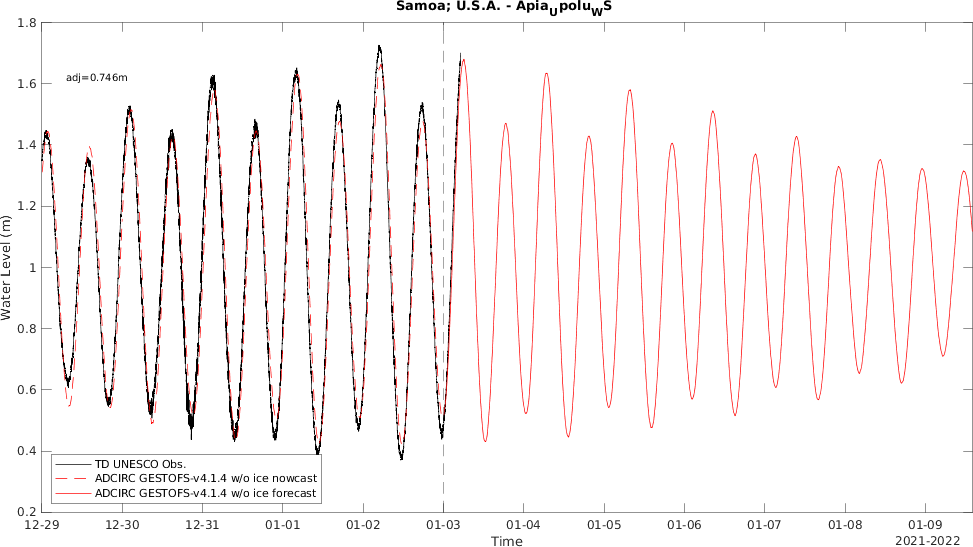 Samoa; U.S.A. - ApiaUpoluWS
1.8
adj=0.746m
1.6
1.4
1.2
Water Level (m)
1
0.8
0.6
0.4
TD UNESCO Obs.
ADCIRC GESTOFS-v4.1.4 w/o ice nowcast
ADCIRC GESTOFS-v4.1.4 w/o ice forecast
0.2
12-29 12-30 12-31 01-01 01-02 01-03 01-04 01-05 01-06 01-07 01-08 01-09
Time
2021-2022